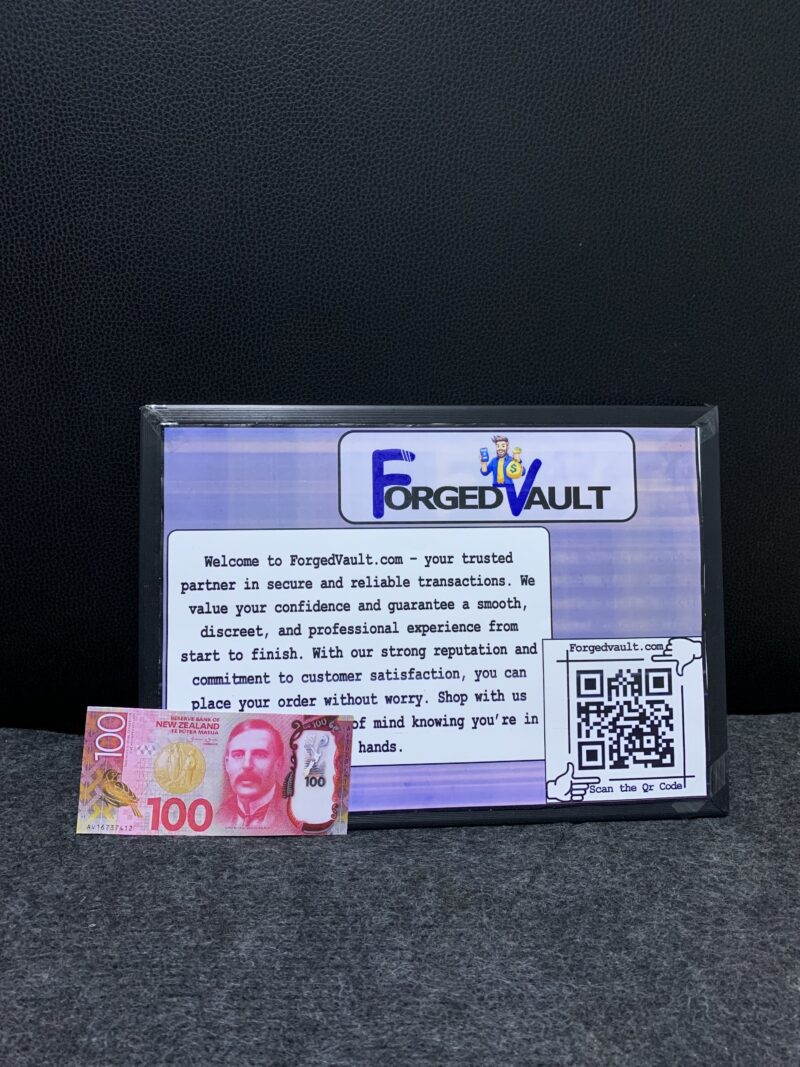 FORGEDVAULT
Welcome to ForgedVault.com - your trusted
partner in secure and reliable transactions. We
value your confidence and guarantee a smooth,
discreet, and professional experience from
start to finish. With our strong reputation and
commitment to customer satisfaction, you can
place your order without worry. Shop with us
of mind knowing you're in
hands.
Forgedvault.com
Scan the Qr Code
100
RESERVE BANK OF
NEW ZEALAND
TE PŪTEA MATUA
100
100
100